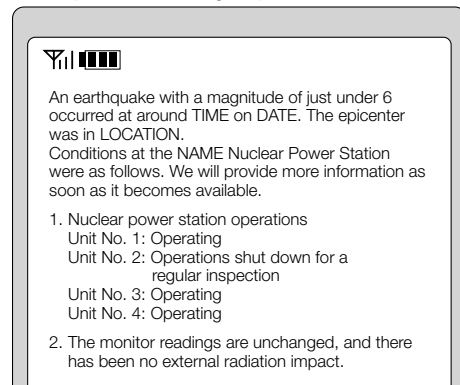 An earthquake with a magnitude of just under 6
occurred at around TIME on DATE. The epicenter
was in LOCATION.
Conditions at the NAME Nuclear Power Station
were as follows. We will provide more information as
soon as it becomes available.
1. Nuclear power station operations
Unit No. 1: Operating
Unit No. 2: Operations shut down for a
regular inspection
Unit No. 3: Operating
Unit No. 4: Operating
2. The monitor readings are unchanged, and there
has been no external radiation impact.